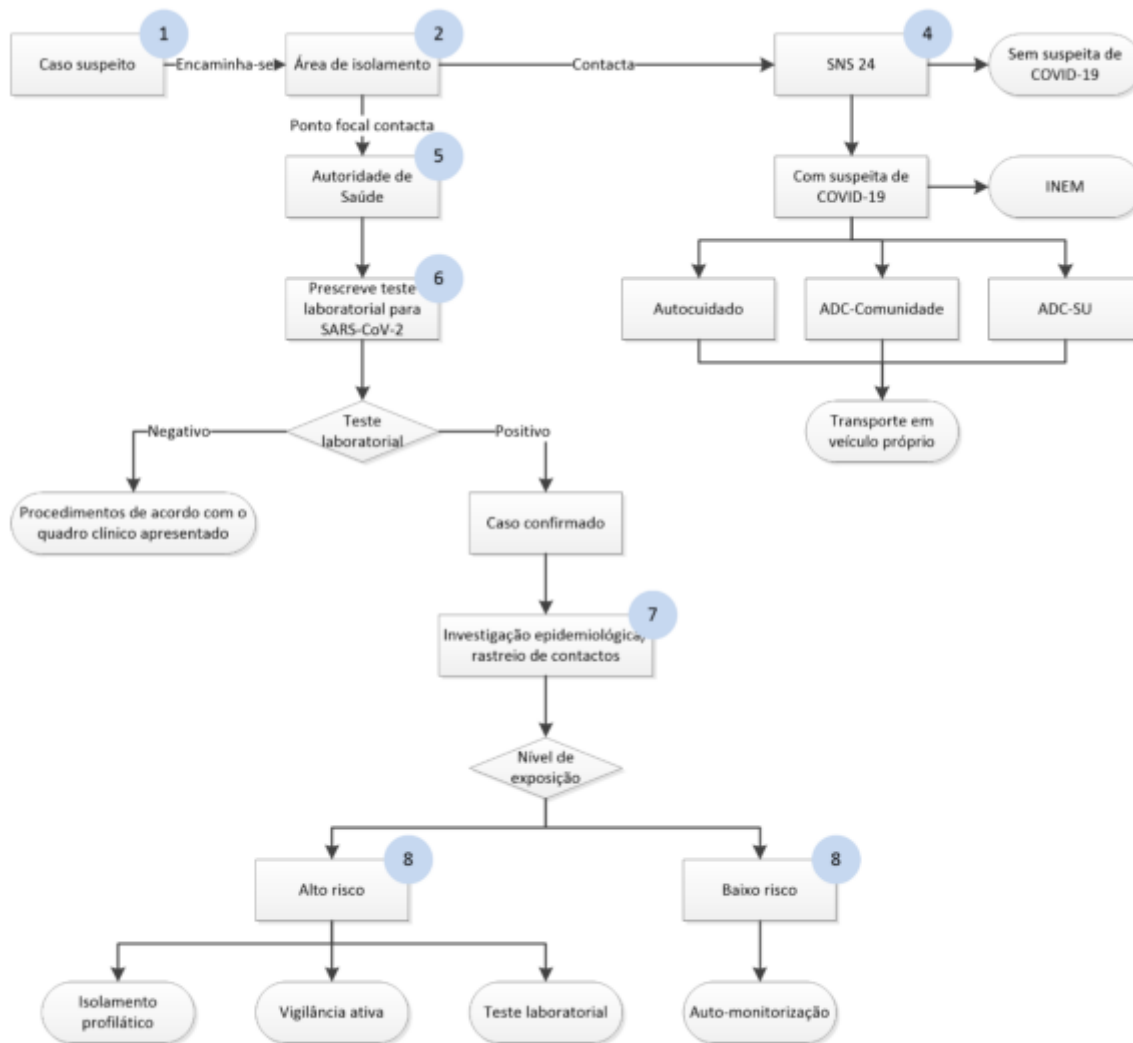 1
2
4
Caso suspeito
Encaminha-se
Área de isolamento
Contacta
SNS 24
Sem suspeita de
COVID-19
Ponto focal contacta
5
Autoridade de
Saúde
Com suspeita de
COVID-19
INEM
6
Prescreve teste
laboratorial para
SARS-CoV-2
Autocuidado
ADC-Comunidade
ADC-SU
Negativo
Teste
laboratorial
Positivo
Transporte em
veículo próprio
Procedimentos de acordo com o
quadro clínico apresentado
Caso confirmado
7
Investigação epidemiológica/
rastreio de contactos
Nível de
exposição
8
8
Alto risco
Baixo risco
Isolamento
profilático
Vigilância ativa
Teste laboratorial
Auto-monitorização